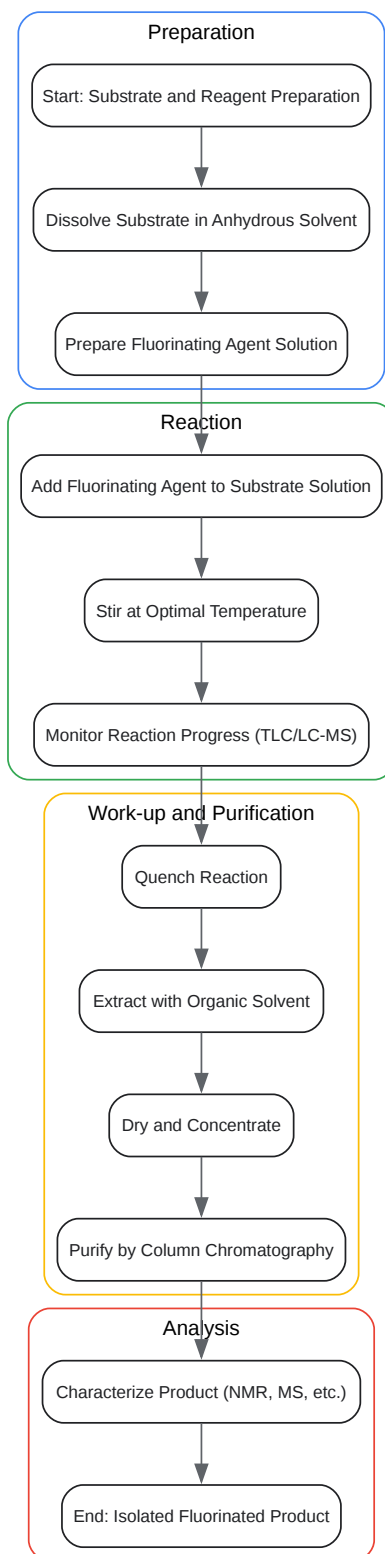 Preparation
Start: Substrate and Reagent Preparation
Dissolve Substrate in Anhydrous Solvent
Prepare Fluorinating Agent Solution
Reaction
Add Fluorinating Agent to Substrate Solution
Stir at Optimal Temperature
Monitor Reaction Progress (TLC/LC-MS)
Work-up and Purification
Quench Reaction
Extract with Organic Solvent
Dry and Concentrate
Purify by Column Chromatography
Analysis
Characterize Product (NMR, MS, etc.)
End: Isolated Fluorinated Product